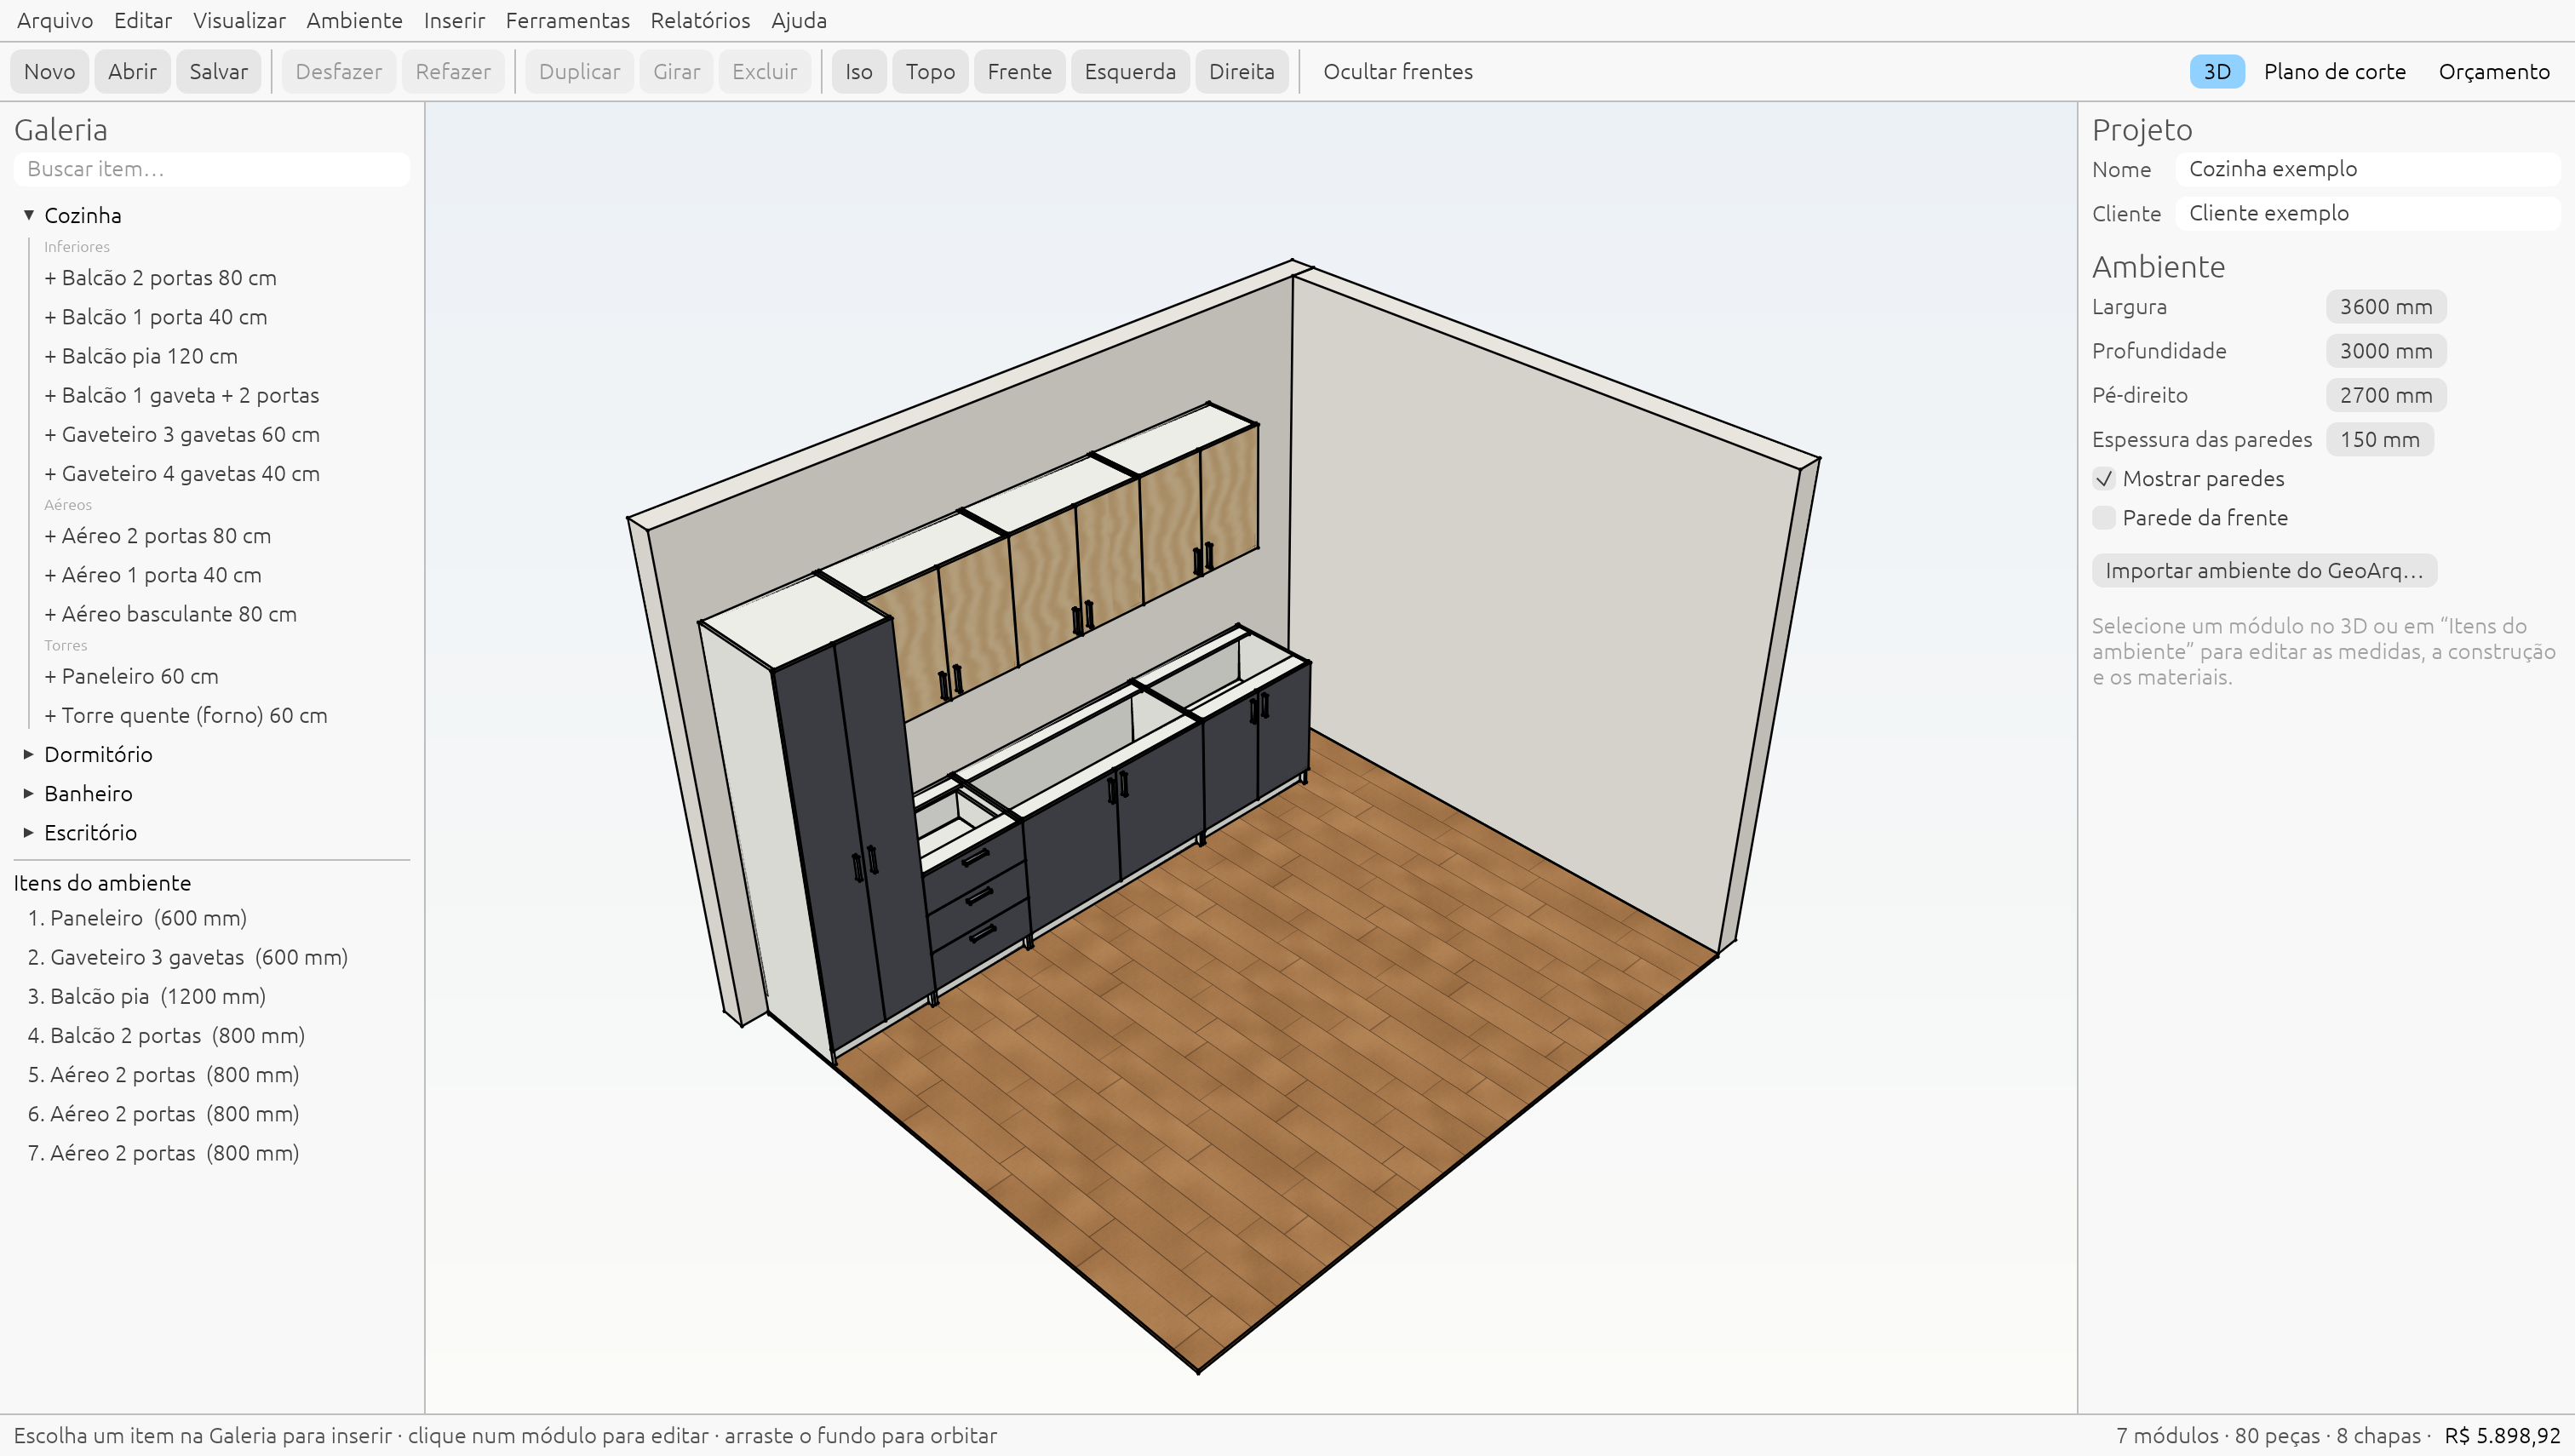 Arquivo Editar Visualizar Ambiente Inserir Ferramentas Relatórios Ajuda
Novo Abrir Salvar Desfazer Refazer Duplicar Girar Excluir Iso Topo Frente Esquerda Direita Ocultar frentes 3D Plano de corte Orçamento
Galeria
Buscar item…
▼ Cozinha
Inferiores
+ Balcão 2 portas 80 cm
+ Balcão 1 porta 40 cm
+ Balcão pia 120 cm
+ Balcão 1 gaveta + 2 portas
+ Gaveteiro 3 gavetas 60 cm
+ Gaveteiro 4 gavetas 40 cm
Aéreos
+ Aéreo 2 portas 80 cm
+ Aéreo 1 porta 40 cm
+ Aéreo basculante 80 cm
Torres
+ Paneleiro 60 cm
+ Torre quente (forno) 60 cm
▶ Dormitório
▶ Banheiro
▶ Escritório
Itens do ambiente
1. Paneleiro (600 mm)
2. Gaveteiro 3 gavetas (600 mm)
3. Balcão pia (1200 mm)
4. Balcão 2 portas (800 mm)
5. Aéreo 2 portas (800 mm)
6. Aéreo 2 portas (800 mm)
7. Aéreo 2 portas (800 mm)
Projeto
Nome Cozinha exemplo
Cliente Cliente exemplo
Ambiente
Largura 3600 mm
Profundidade 3000 mm
Pé-direito 2700 mm
Espessura das paredes 150 mm
Mostrar paredes
Parede da frente
Importar ambiente do GeoArq…
Selecione um módulo no 3D ou em “Itens do
ambiente” para editar as medidas, a construção
e os materiais.
Escolha um item na Galeria para inserir · clique num módulo para editar · arraste o fundo para orbitar
7 módulos · 80 peças · 8 chapas · R$ 5.898,92